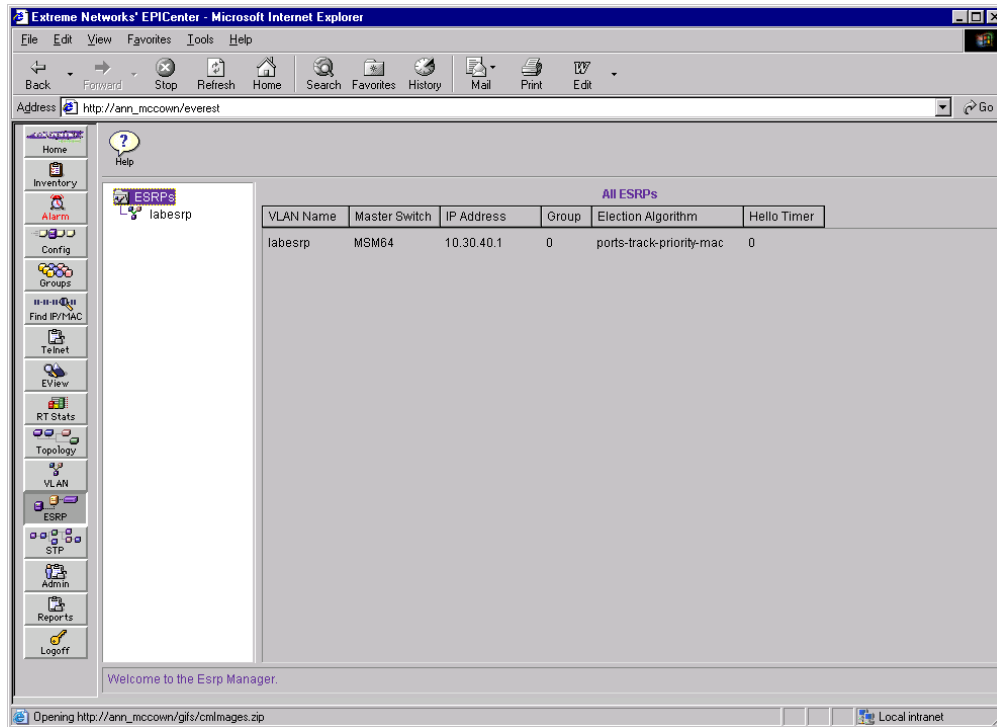 Extreme Networks' EPICenter - Microsoft Internet Explorer
File Edit View Favorites Tools Help
Back Forward Stop Refresh Home Search Favorites History Mail Print Edit
Address http://ann_mccown/everest Go
Home
Inventory
Alarm
Config
Groups
Find IP/MAC
Telnet
EView
RT Stats
Topology
VLAN
ESRP
STP
Admin
Reports
Logoff
?
Help
ESRPs
labesrp
All ESRPs
VLAN Name Master Switch IP Address Group Election Algorithm Hello Timer
labesrp MSM64 10.30.40.1 0 ports-track-priority-mac 0
Welcome to the Esrp Manager.
Opening http://ann_mccown/gifs/cmImages.zip Local intranet